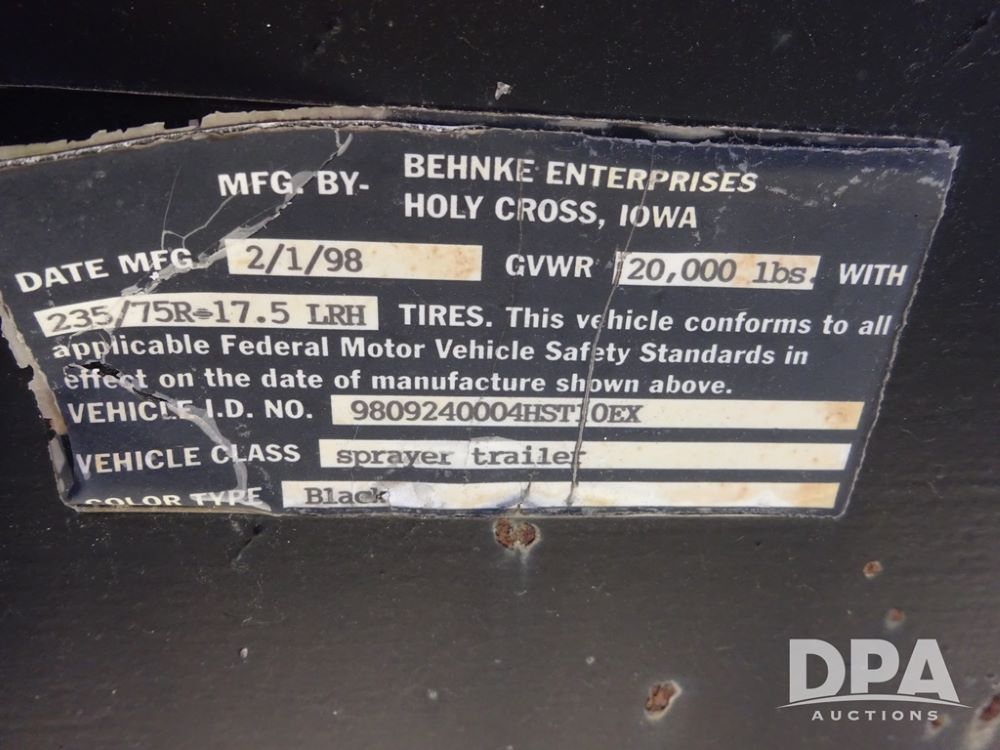 MFG. BY- BEHNKE ENTERPRISES
HOLY CROSS, IOWA
DATE MFG. 2/1/98 GVWR 20,000 lbs. WITH
235/75R-17.5 LRH TIRES. This vehicle conforms to all
applicable Federal Motor Vehicle Safety Standards in
effect on the date of manufacture shown above.
VEHICLE I.D. NO. 9809240004HST10EX
VEHICLE CLASS sprayer trailer
COLOR TYPE Black
DPA
AUCTIONS